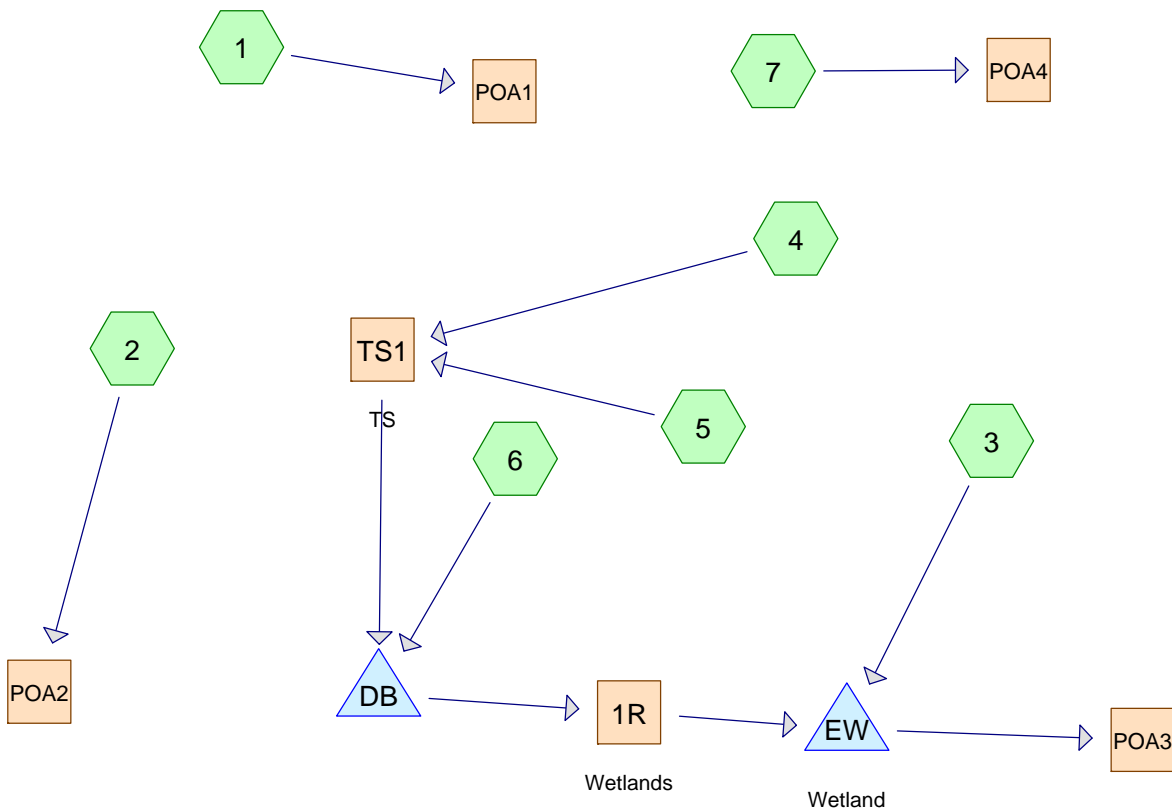 1
POA1
7
POA4
4
2
TS1
TS
5
6
3
POA2
DB
1R
Wetlands
EW
Wetland
POA3